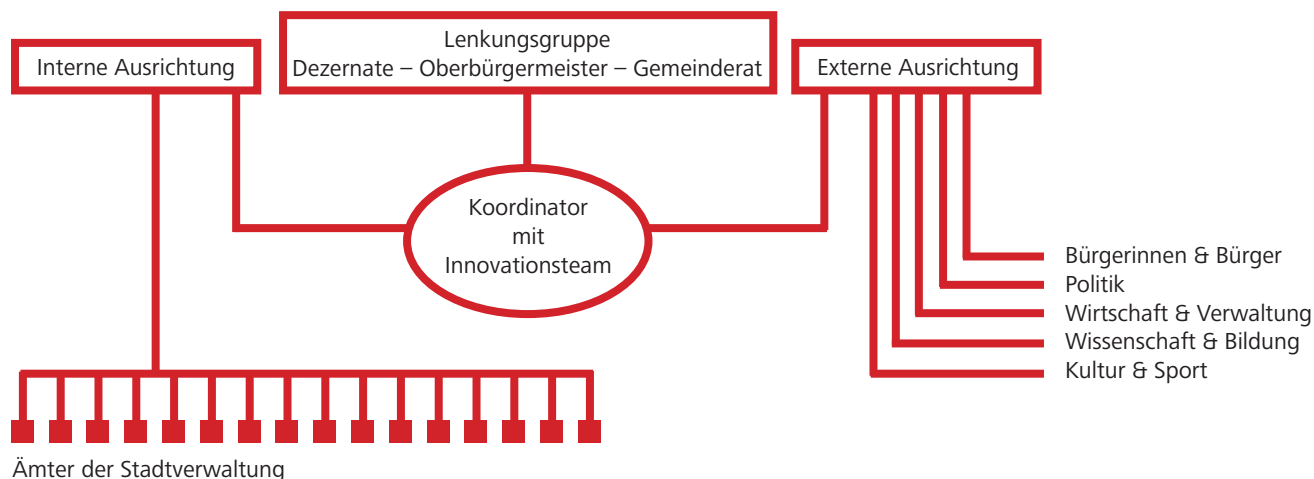 Interne Ausrichtung
Lenkungsgruppe
Dezernate – Oberbürgermeister – Gemeinderat
Externe Ausrichtung
Koordinator
mit
Innovationsteam
Bürgerinnen & Bürger
Politik
Wirtschaft & Verwaltung
Wissenschaft & Bildung
Kultur & Sport
Ämter der Stadtverwaltung